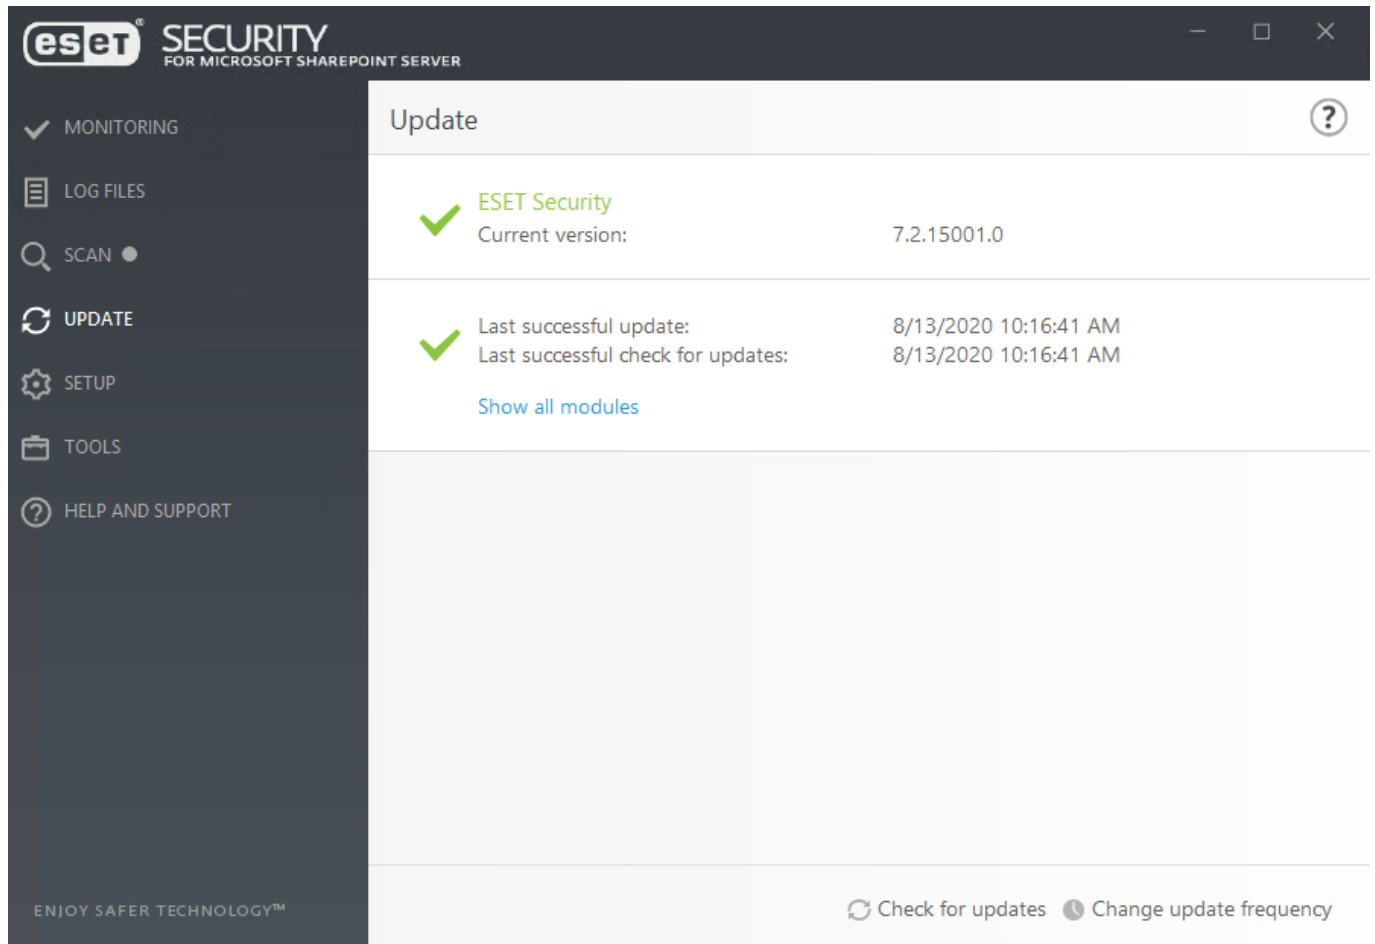 eset® SECURITY
FOR MICROSOFT SHAREPOINT SERVER
MONITORING
LOG FILES
SCAN
UPDATE
SETUP
TOOLS
HELP AND SUPPORT
ENJOY SAFER TECHNOLOGY™
Update
?
ESET Security
Current version: 7.2.15001.0
Last successful update: 8/13/2020 10:16:41 AM
Last successful check for updates: 8/13/2020 10:16:41 AM
Show all modules
Check for updates Change update frequency